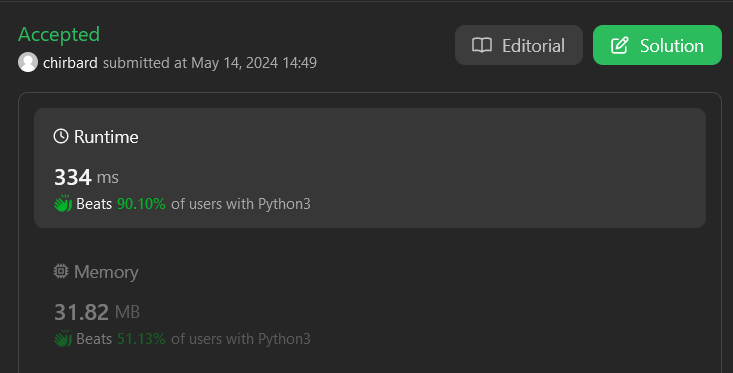 Accepted
Editorial
Solution
chirbard submitted at May 14, 2024 14:49
Runtime
334 ms
Beats 90.10% of users with Python3
Memory
31.82 MB
Beats 51.13% of users with Python3